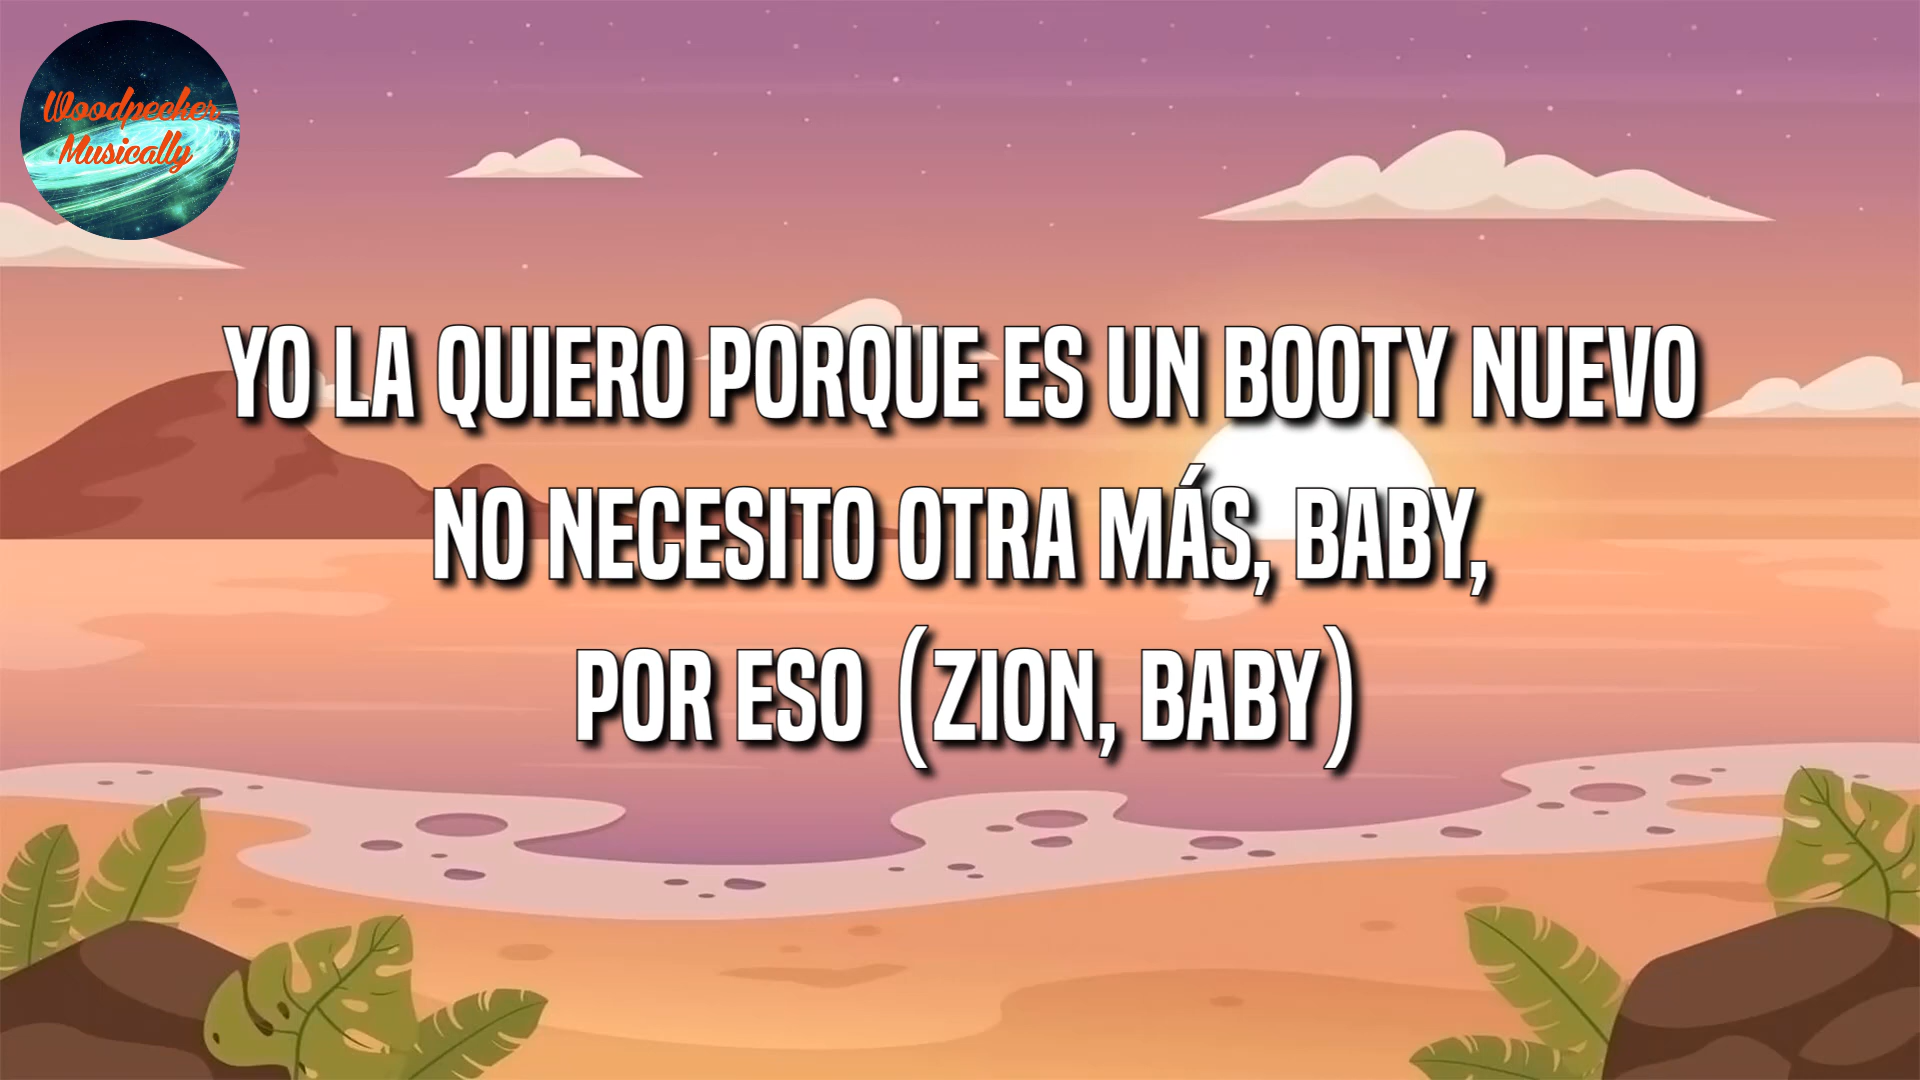 Woodpecker
Musically
YO LA QUIERO PORQUE ES UN BOOTY NUEVO
NO NECESITO OTRA MÁS, BABY,
POR ESO (ZION, BABY)